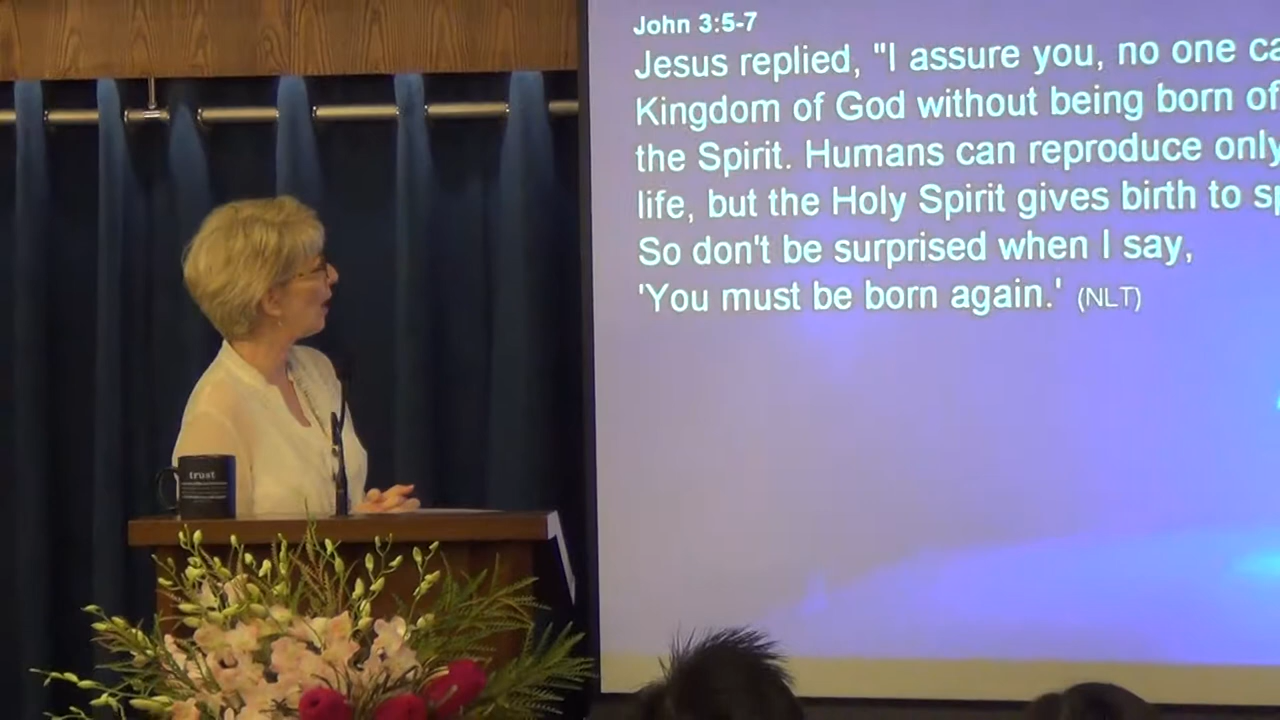 John 3:5-7
Jesus replied, "I assure you, no one ca
Kingdom of God without being born of
the Spirit. Humans can reproduce only
life, but the Holy Spirit gives birth to sp
So don't be surprised when I say,
'You must be born again.' (NLT)
trust